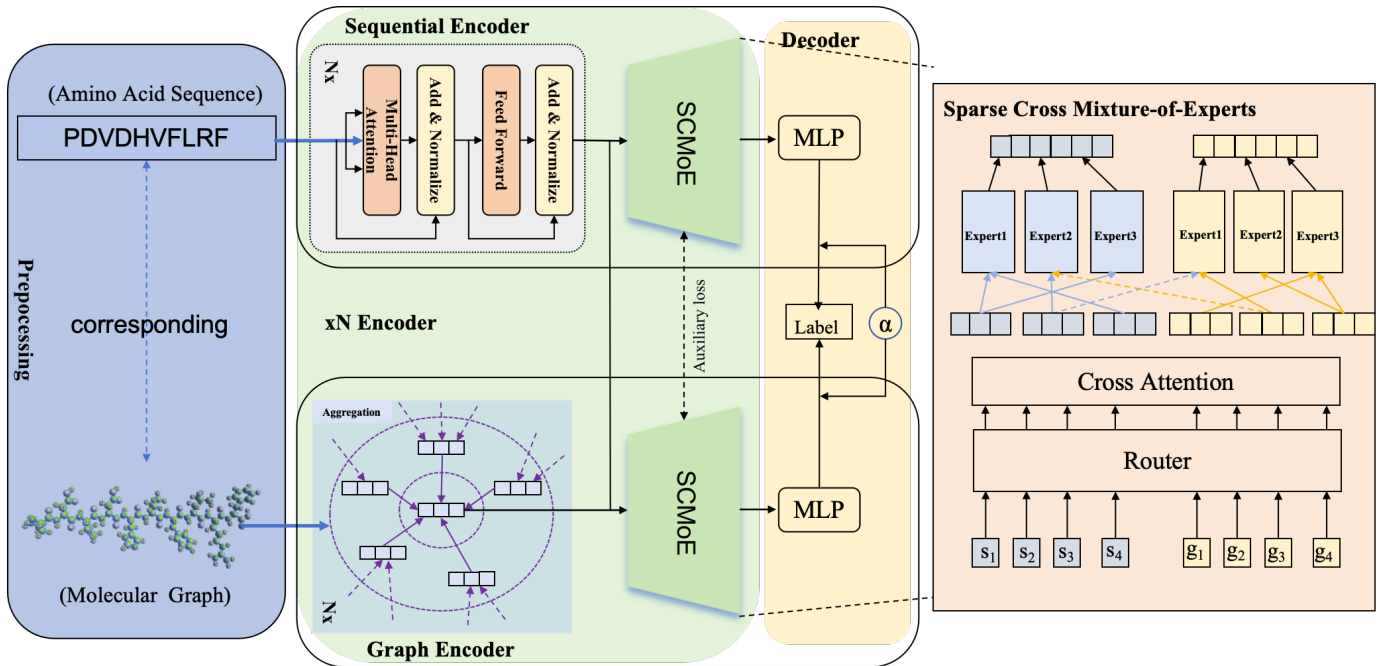 (Amino Acid Sequence)
PDVDHVFLRF
corresponding
Prepocessing
(Molecular Graph)
Sequential Encoder
Nx
Multi-Head
Attention
Add & Normalize
Feed Forward
Add & Normalize
SCMoE
xN Encoder
Auxiliary loss
Aggregation
Nx
Graph Encoder
SCMoE
Decoder
MLP
Label
α
MLP
Sparse Cross Mixture-of-Experts
Expert1 Expert2 Expert3 Expert1 Expert2 Expert3
Cross Attention
Router
s1 s2 s3 s4 g1 g2 g3 g4